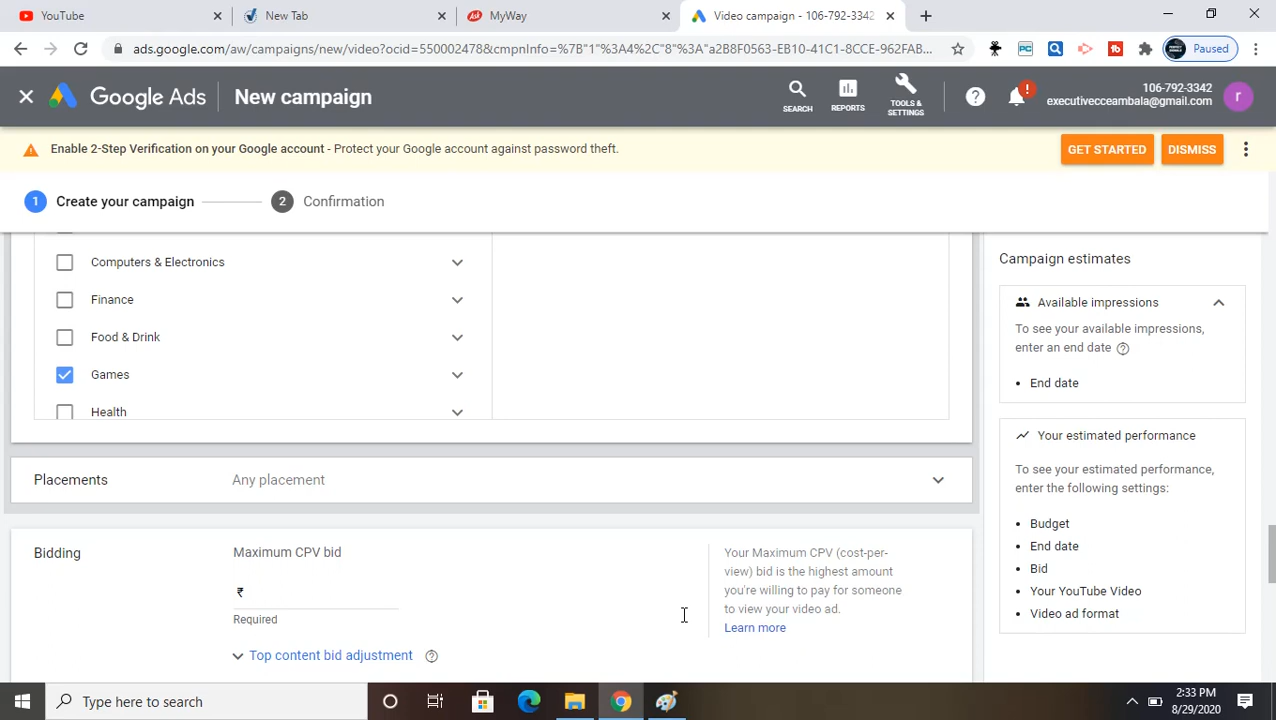 YouTube
New Tab
Ask MyWay
Video campaign - 106-792-3342
ads.google.com/aw/campaigns/new/video?ocid=550002478&cmpnInfo=%7B"1"%3A4%2C"8"%3A"a2B8F0563-EB10-41C1-8CCE-962FAB...
PC
Paused
Google Ads
New campaign
SEARCH
REPORTS
TOOLS &
SETTINGS
106-792-3342
executivecceambala@gmail.com
r
Enable 2-Step Verification on your Google account - Protect your Google account against password theft.
GET STARTED
DISMISS
1 Create your campaign
2 Confirmation
Computers & Electronics
Finance
Food & Drink
Games
Health
Placements
Any placement
Bidding
Maximum CPV bid
₹
Required
Top content bid adjustment
Your Maximum CPV (cost-per-
view) bid is the highest amount
you're willing to pay for someone
to view your video ad.
Learn more
Campaign estimates
Available impressions
To see your available impressions,
enter an end date
• End date
Your estimated performance
To see your estimated performance,
enter the following settings:
• Budget
• End date
• Bid
• Your YouTube Video
• Video ad format
Type here to search
2:33 PM
8/29/2020